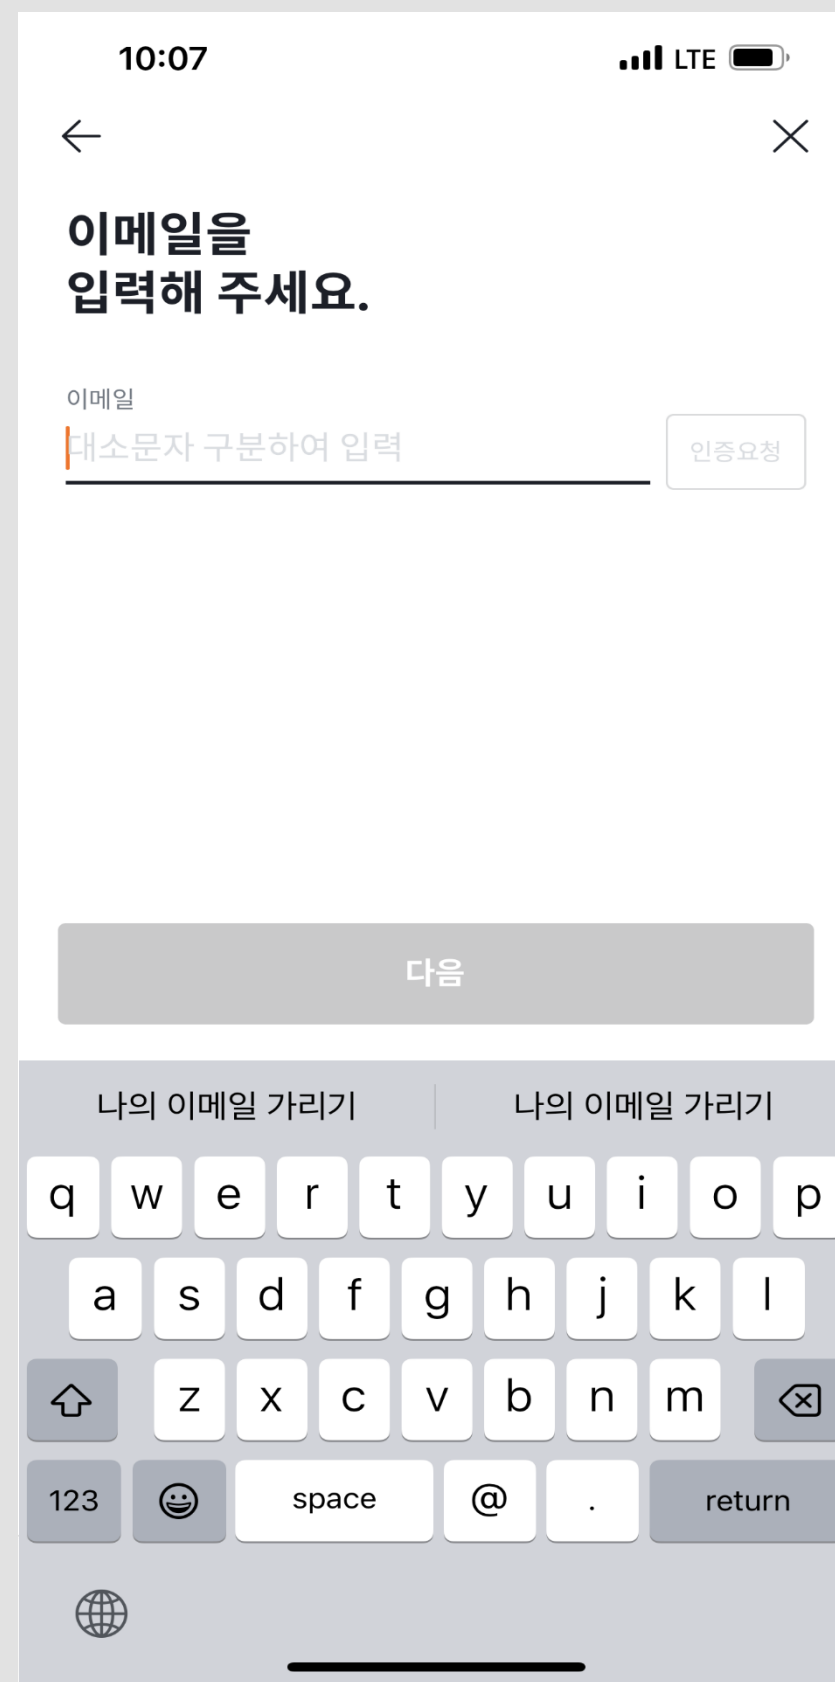 10:07 LTE
이메일을
입력해 주세요.
이메일
대소문자 구분하여 입력
인증요청
다음
나의 이메일 가리기 나의 이메일 가리기
q w e r t y u i o p
a s d f g h j k l
z x c v b n m
123 space @ . return